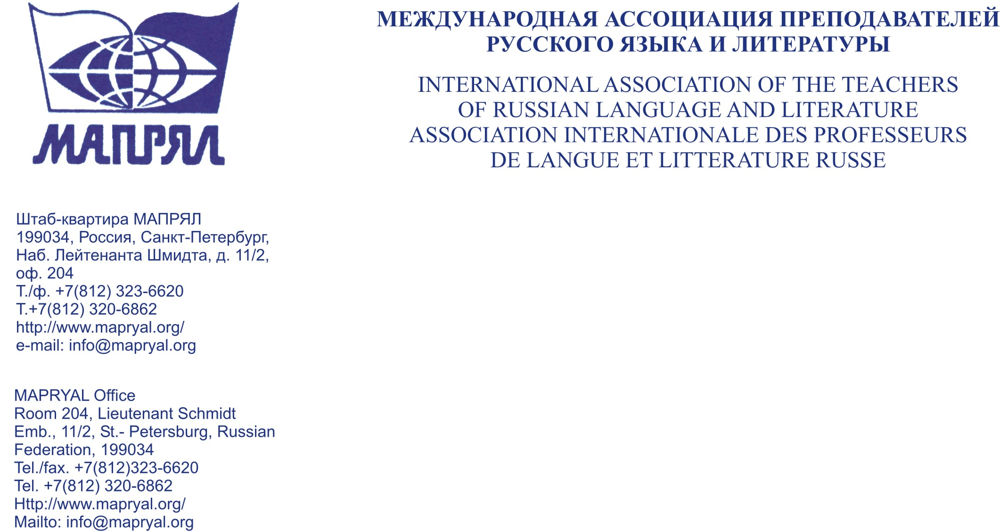 МАПРЯЛ
МЕЖДУНАРОДНАЯ АССОЦИАЦИЯ ПРЕПОДАВАТЕЛЕЙ
РУССКОГО ЯЗЫКА И ЛИТЕРАТУРЫ
INTERNATIONAL ASSOCIATION OF THE TEACHERS
OF RUSSIAN LANGUAGE AND LITERATURE
ASSOCIATION INTERNATIONALE DES PROFESSEURS
DE LANGUE ET LITTERATURE RUSSE
Штаб-квартира МАПРЯЛ
199034, Россия, Санкт-Петербург,
Наб. Лейтенанта Шмидта, д. 11/2,
оф. 204
Т./ф. +7(812) 323-6620
Т.+7(812) 320-6862
http://www.mapryal.org/
e-mail: info@mapryal.org
MAPRYAL Office
Room 204, Lieutenant Schmidt
Emb., 11/2, St.- Petersburg, Russian
Federation, 199034
Tel./fax. +7(812)323-6620
Tel. +7(812) 320-6862
Http://www.mapryal.org/
Mailto: info@mapryal.org